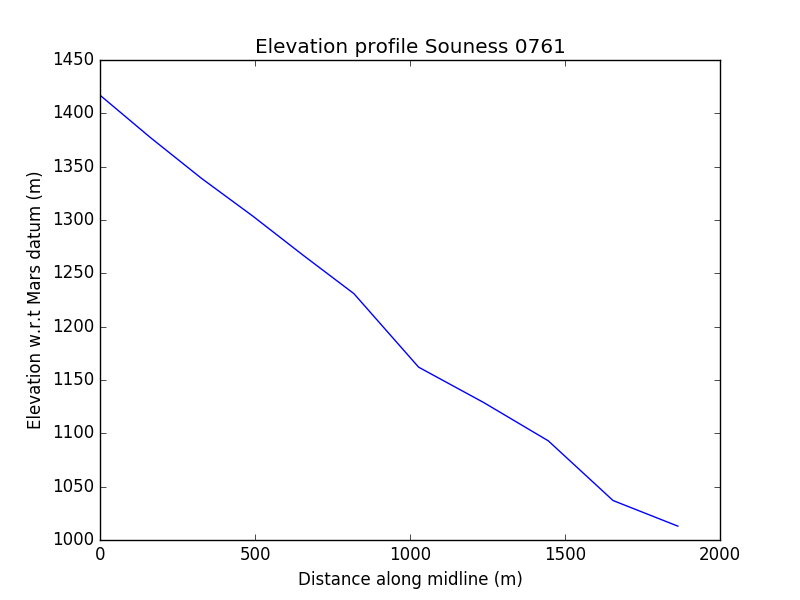 Elevation profile Souness 0761
1450
1400
1350
1300
1250
1200
1150
1100
1050
1000
Elevation w.r.t Mars datum (m)
0 500 1000 1500 2000
Distance along midline (m)